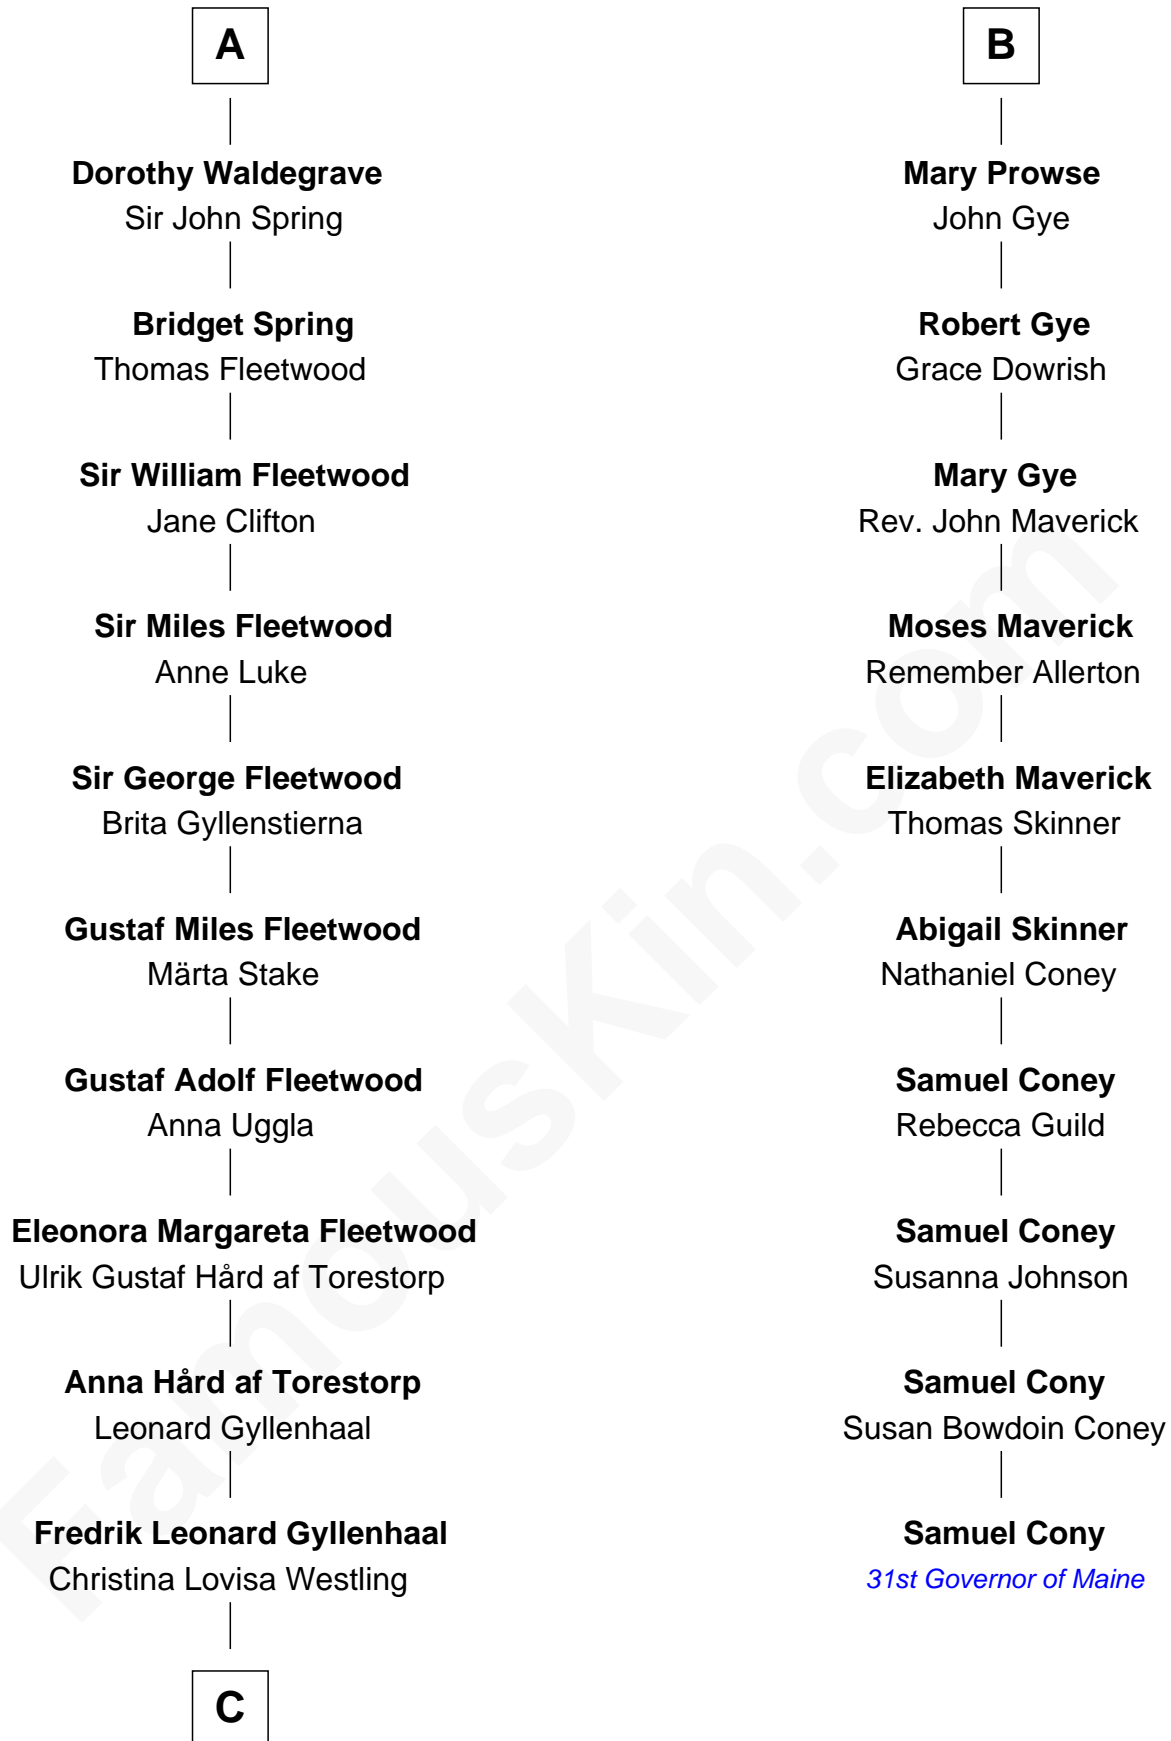 A
Dorothy Waldegrave
Sir John Spring
Bridget Spring
Thomas Fleetwood
Sir William Fleetwood
Jane Clifton
Sir Miles Fleetwood
Anne Luke
Sir George Fleetwood
Brita Gyllenstierna
Gustaf Miles Fleetwood
Märta Stake
Gustaf Adolf Fleetwood
Anna Uggla
Eleonora Margareta Fleetwood
Ulrik Gustaf Hård af Torestorp
Anna Hård af Torestorp
Leonard Gyllenhaal
Fredrik Leonard Gyllenhaal
Christina Lovisa Westling
C
B
Mary Prowse
John Gye
Robert Gye
Grace Dowrish
Mary Gye
Rev. John Maverick
Moses Maverick
Remember Allerton
Elizabeth Maverick
Thomas Skinner
Abigail Skinner
Nathaniel Coney
Samuel Coney
Rebecca Guild
Samuel Coney
Susanna Johnson
Samuel Cony
Susan Bowdoin Coney
Samuel Cony
31st Governor of Maine
FamousKin.com